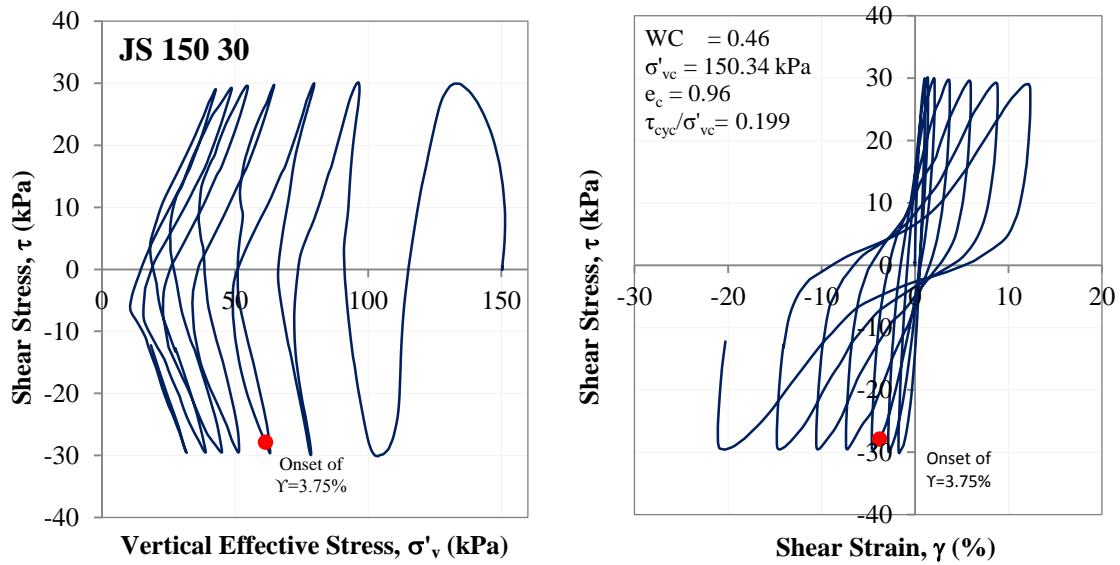 JS 150 30
40
30
20
10
0
-10
-20
-30
-40
0
50
100
150
Onset of
ϒ=3.75%
Shear Stress, τ (kPa)
Vertical Effective Stress, σ'v (kPa)
WC = 0.46
σ'vc = 150.34 kPa
ec = 0.96
τcyc/σ'vc= 0.199
40
30
20
10
0
-10
-20
-30
-40
-30
-20
-10
0
10
20
Onset of
ϒ=3.75%
Shear Stress, τ (kPa)
Shear Strain, γ (%)